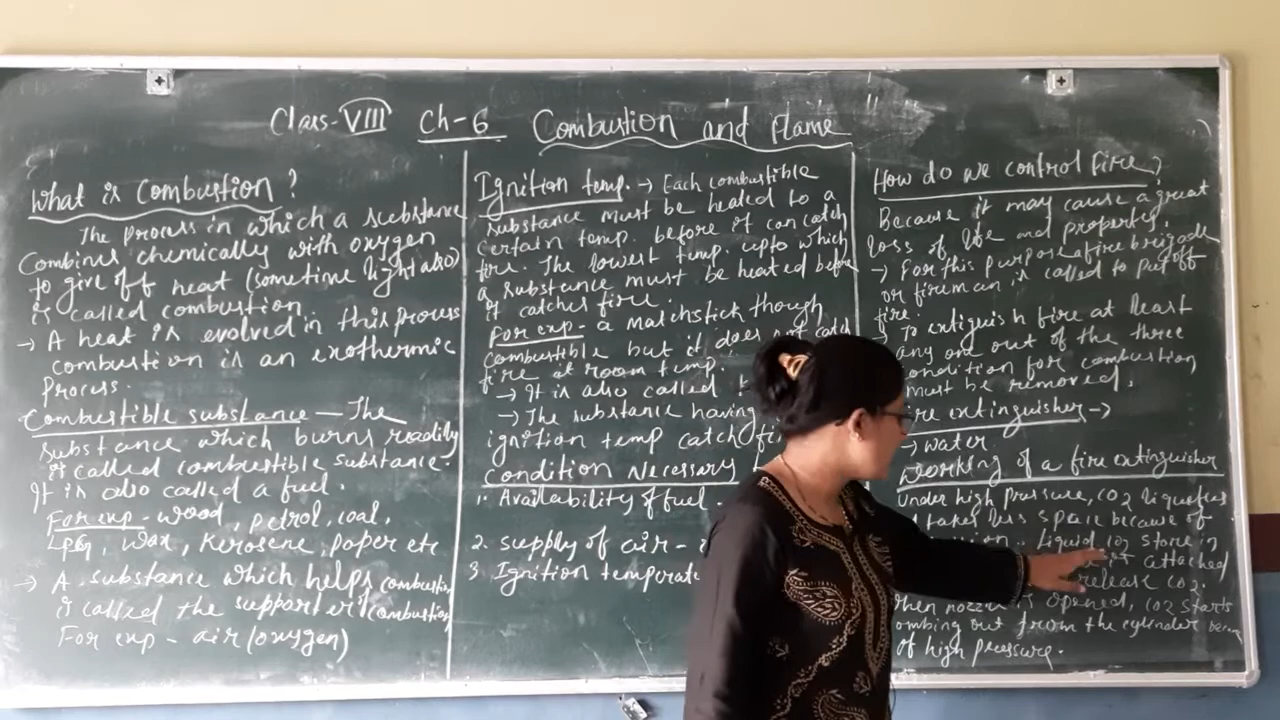 Class-VIII Ch-6 Combustion and Flame
What is Combustion?
The Process in which a substance
Combines chemically with oxygen
to give off heat (sometime light also)
is called combustion.
→ A heat is evolved in this process
combustion is an exothermic
Process.
Combustible substance — The
substance which burns readily
is called combustible substance.
It is also called a fuel.
For exp - wood, petrol, coal,
LPG, wax, Kerosene, paper etc
→ A substance which helps combustion
is called the supporter of combustion
For exp - air (oxygen)
Ignition temp. → Each combustible
substance must be heated to a
certain temp. before it can catch
fire. The lowest temp. upto which
a substance must be heated before
it catches fire.
For exp - a Matchstick though
combustible but it does not catch
fire at room temp.
→ It is also called
→ The substance having
ignition temp catch
Condition Necessary
1. Availability of fuel.
2. Supply of air -
3. Ignition
How do we control fire?
Because it may cause a great
loss of life and property.
→ For this purpose a fire brigade
or fireman is called to put off
fire.
→ To extiguish fire at least
any one out of the three
condition for combustion
must be removed.
extinguisher →
→ water
Working of a fire extinguisher
Under high pressure, CO2 liquefies
takes less space because of
Liquid CO2 store in
attached
release CO2.
When nozzle is opened, CO2 starts
out from the cylinder
of high pressure.